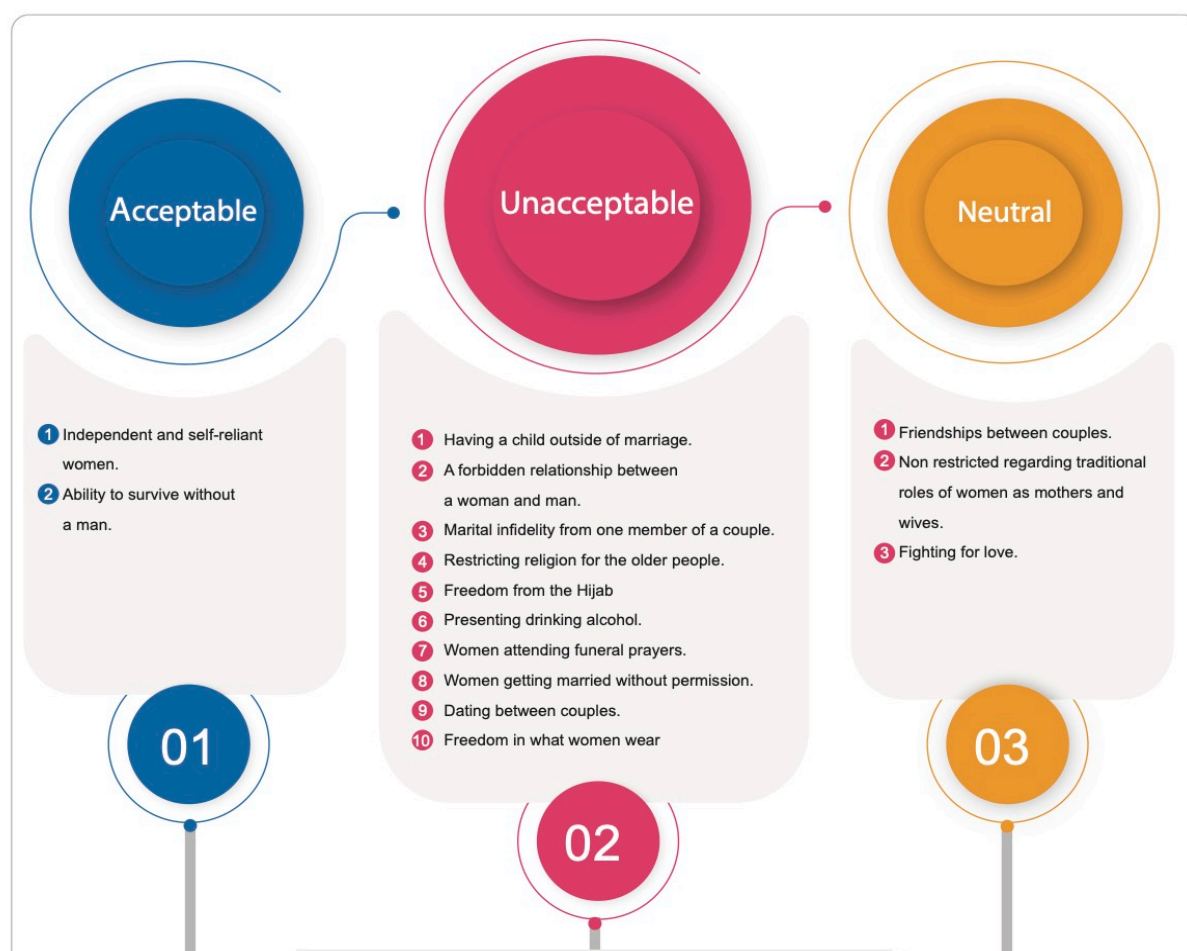 Acceptable
1 Independent and self-reliant
women.
2 Ability to survive without
a man.
01
Unacceptable
1 Having a child outside of marriage.
2 A forbidden relationship between
a woman and man.
3 Marital infidelity from one member of a couple.
4 Restricting religion for the older people.
5 Freedom from the Hijab
6 Presenting drinking alcohol.
7 Women attending funeral prayers.
8 Women getting married without permission.
9 Dating between couples.
10 Freedom in what women wear
02
Neutral
1 Friendships between couples.
2 Non restricted regarding traditional
roles of women as mothers and
wives.
3 Fighting for love.
03